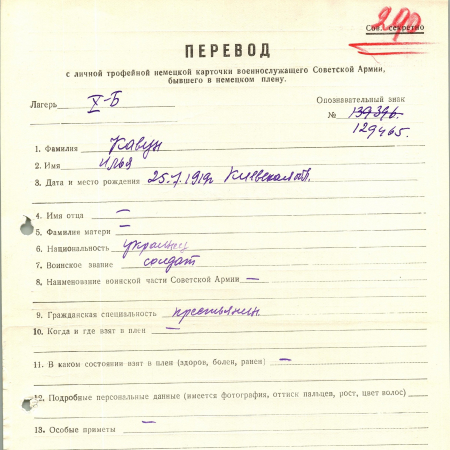 290
Сов. секретно
ПЕРЕВОД
с личной трофейной немецкой карточки военнослужащего Советской Армии,
бывшего в немецком плену.
Лагерь X-Б
Опознавательный знак
№ 139396.
129465.
1. Фамилия Кавун
2. Имя Илья
3. Дата и место рождения 25.7.1919г Киевская обл.
4. Имя отца —
5. Фамилия матери —
6. Национальность украинец
7. Воинское звание солдат
8. Наименование воинской части Советской Армии —
9. Гражданская специальность крестьянин
10. Когда и где взят в плен —
11. В каком состоянии взят в плен (здоров, болен, ранен) —
12. Подробные персональные данные (имеется фотография, оттиск пальцев, рост, цвет волос)
13. Особые приметы —